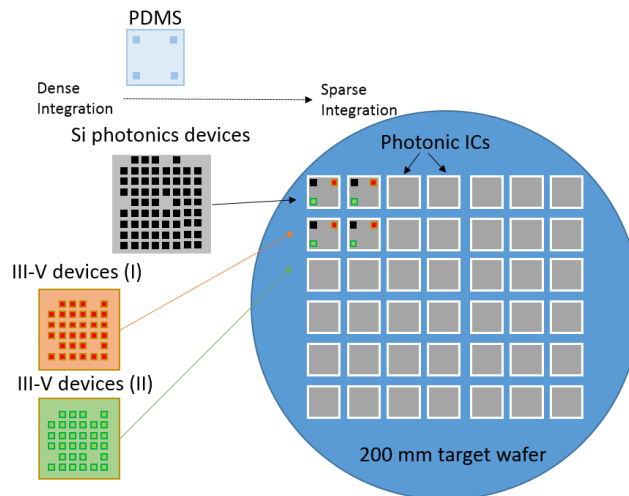 PDMS
Dense
Integration
Sparse
Integration
Si photonics devices
Photonic ICs
III-V devices (I)
III-V devices (II)
200 mm target wafer